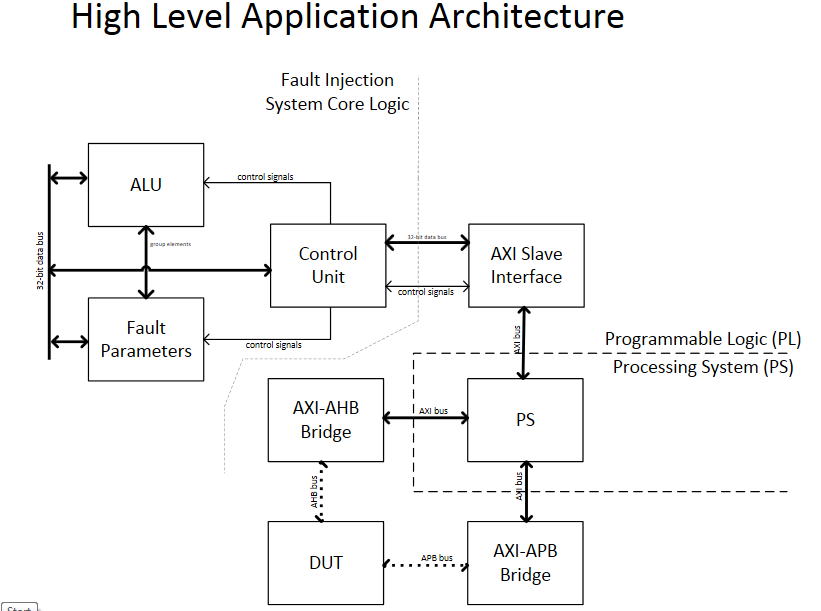 High Level Application Architecture
Fault Injection
System Core Logic
ALU
control signals
32-bit data bus
group elements
Control
Unit
32-bit data bus
control signals
AXI Slave
Interface
Fault
Parameters
control signals
AXI bus
Programmable Logic (PL)
Processing System (PS)
AXI-AHB
Bridge
AXI bus
PS
AHB bus
AXI bus
DUT
APB bus
AXI-APB
Bridge
Start